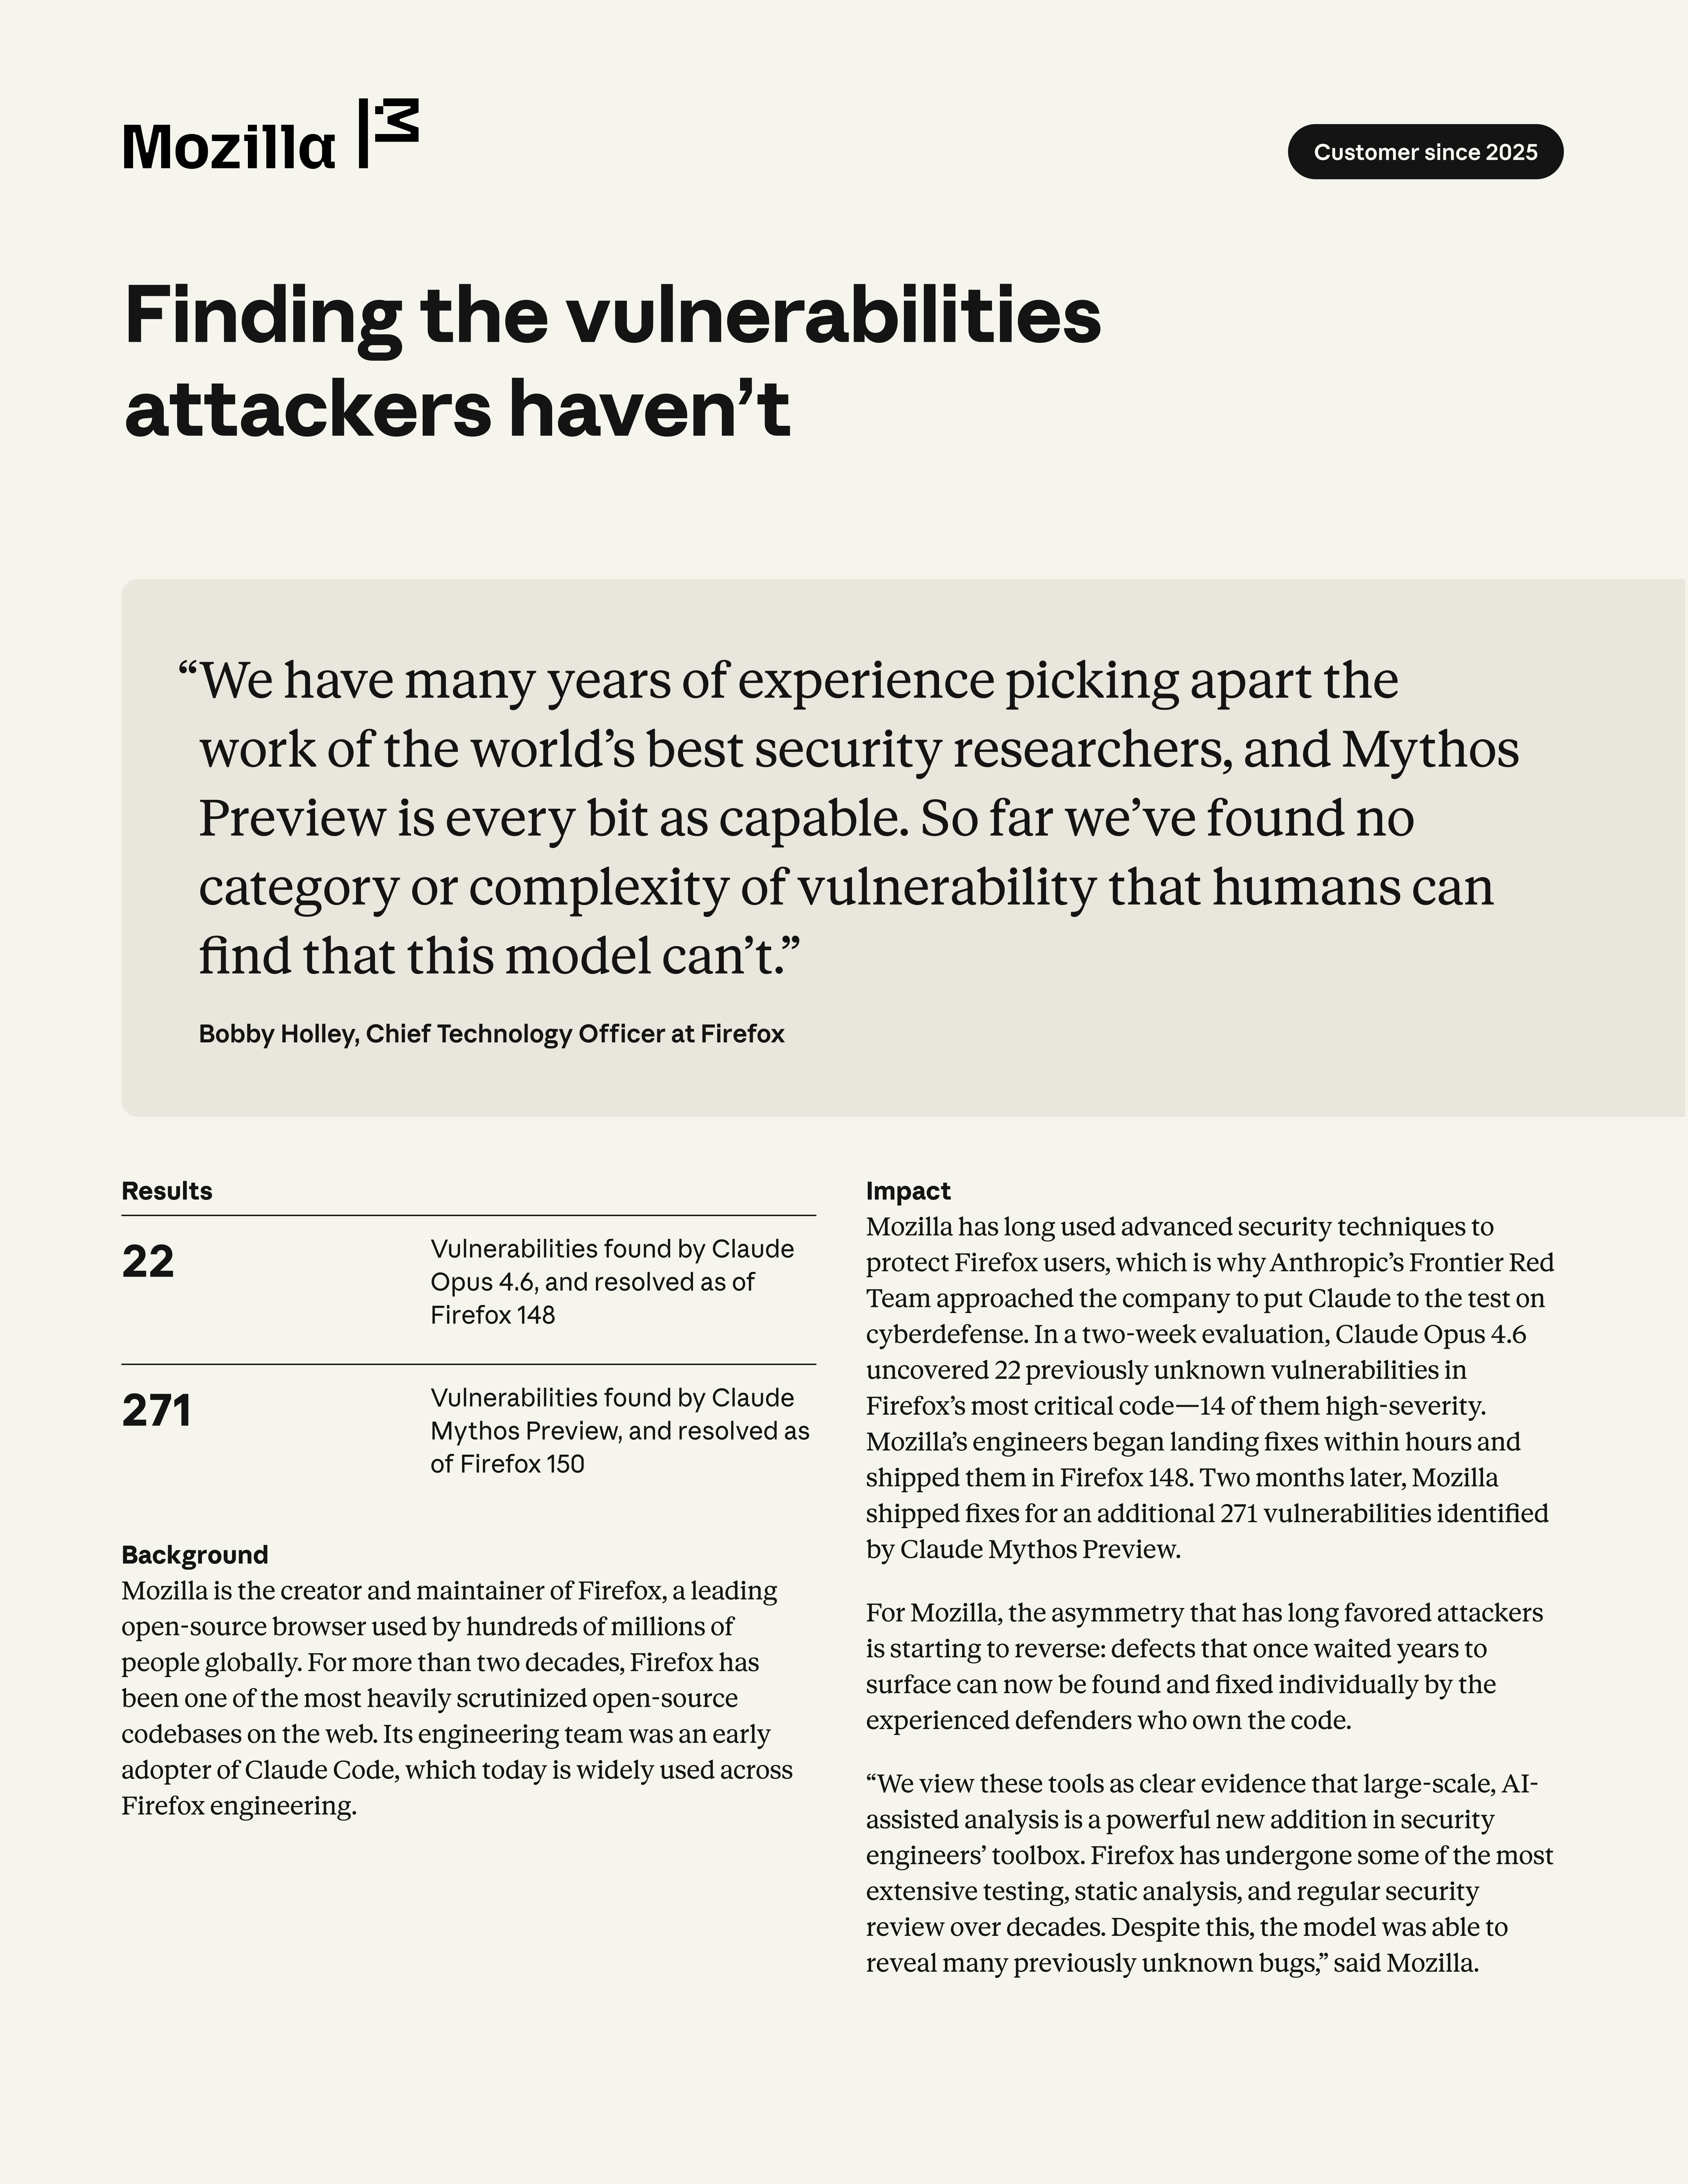 Mozilla
Customer since 2025
Finding the vulnerabilities
attackers haven’t
“We have many years of experience picking apart the
work of the world’s best security researchers, and Mythos
Preview is every bit as capable. So far we’ve found no
category or complexity of vulnerability that humans can
find that this model can’t.”
Bobby Holley, Chief Technology Officer at Firefox
Results
22
Vulnerabilities found by Claude
Opus 4.6, and resolved as of
Firefox 148
271
Vulnerabilities found by Claude
Mythos Preview, and resolved as
of Firefox 150
Background
Mozilla is the creator and maintainer of Firefox, a leading
open-source browser used by hundreds of millions of
people globally. For more than two decades, Firefox has
been one of the most heavily scrutinized open-source
codebases on the web. Its engineering team was an early
adopter of Claude Code, which today is widely used across
Firefox engineering.
Impact
Mozilla has long used advanced security techniques to
protect Firefox users, which is why Anthropic’s Frontier Red
Team approached the company to put Claude to the test on
cyberdefense. In a two-week evaluation, Claude Opus 4.6
uncovered 22 previously unknown vulnerabilities in
Firefox’s most critical code—14 of them high-severity.
Mozilla’s engineers began landing fixes within hours and
shipped them in Firefox 148. Two months later, Mozilla
shipped fixes for an additional 271 vulnerabilities identified
by Claude Mythos Preview.
For Mozilla, the asymmetry that has long favored attackers
is starting to reverse: defects that once waited years to
surface can now be found and fixed individually by the
experienced defenders who own the code.
“We view these tools as clear evidence that large-scale, AI-
assisted analysis is a powerful new addition in security
engineers’ toolbox. Firefox has undergone some of the most
extensive testing, static analysis, and regular security
review over decades. Despite this, the model was able to
reveal many previously unknown bugs,” said Mozilla.